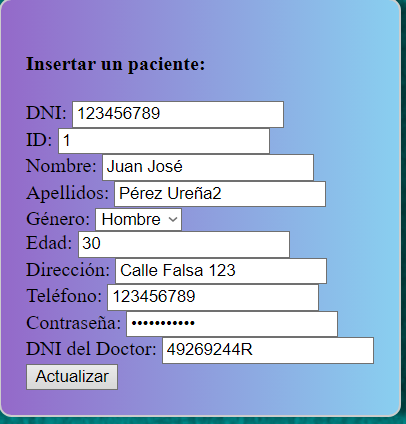 Insertar un paciente:
DNI: 123456789
ID: 1
Nombre: Juan José
Apellidos: Pérez Ureña2
Género: Hombre
Edad: 30
Dirección: Calle Falsa 123
Teléfono: 123456789
Contraseña: •••••••••••
DNI del Doctor: 49269244R
Actualizar